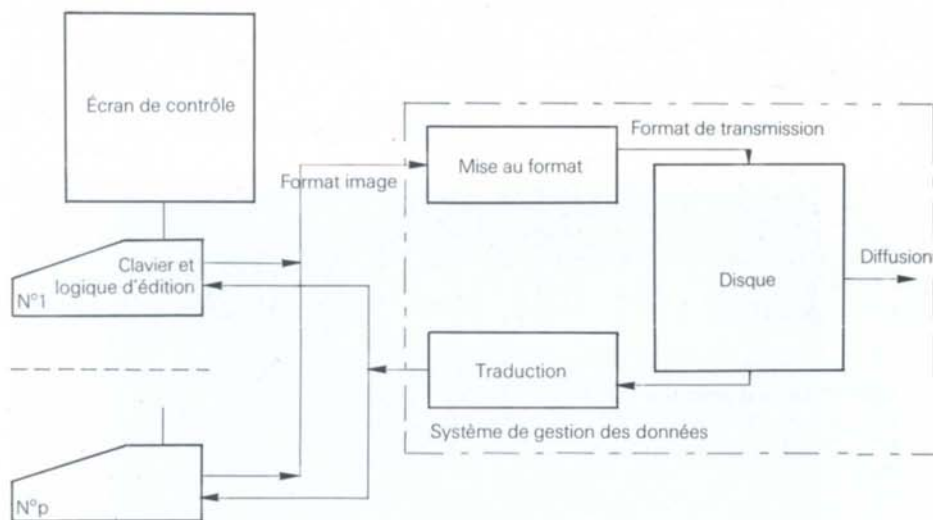 Écran de contrôle
Format de transmission
Mise au format
Format image
Clavier et
logique d'édition
N°1
Disque
Diffusion
Traduction
Système de gestion des données
N°p